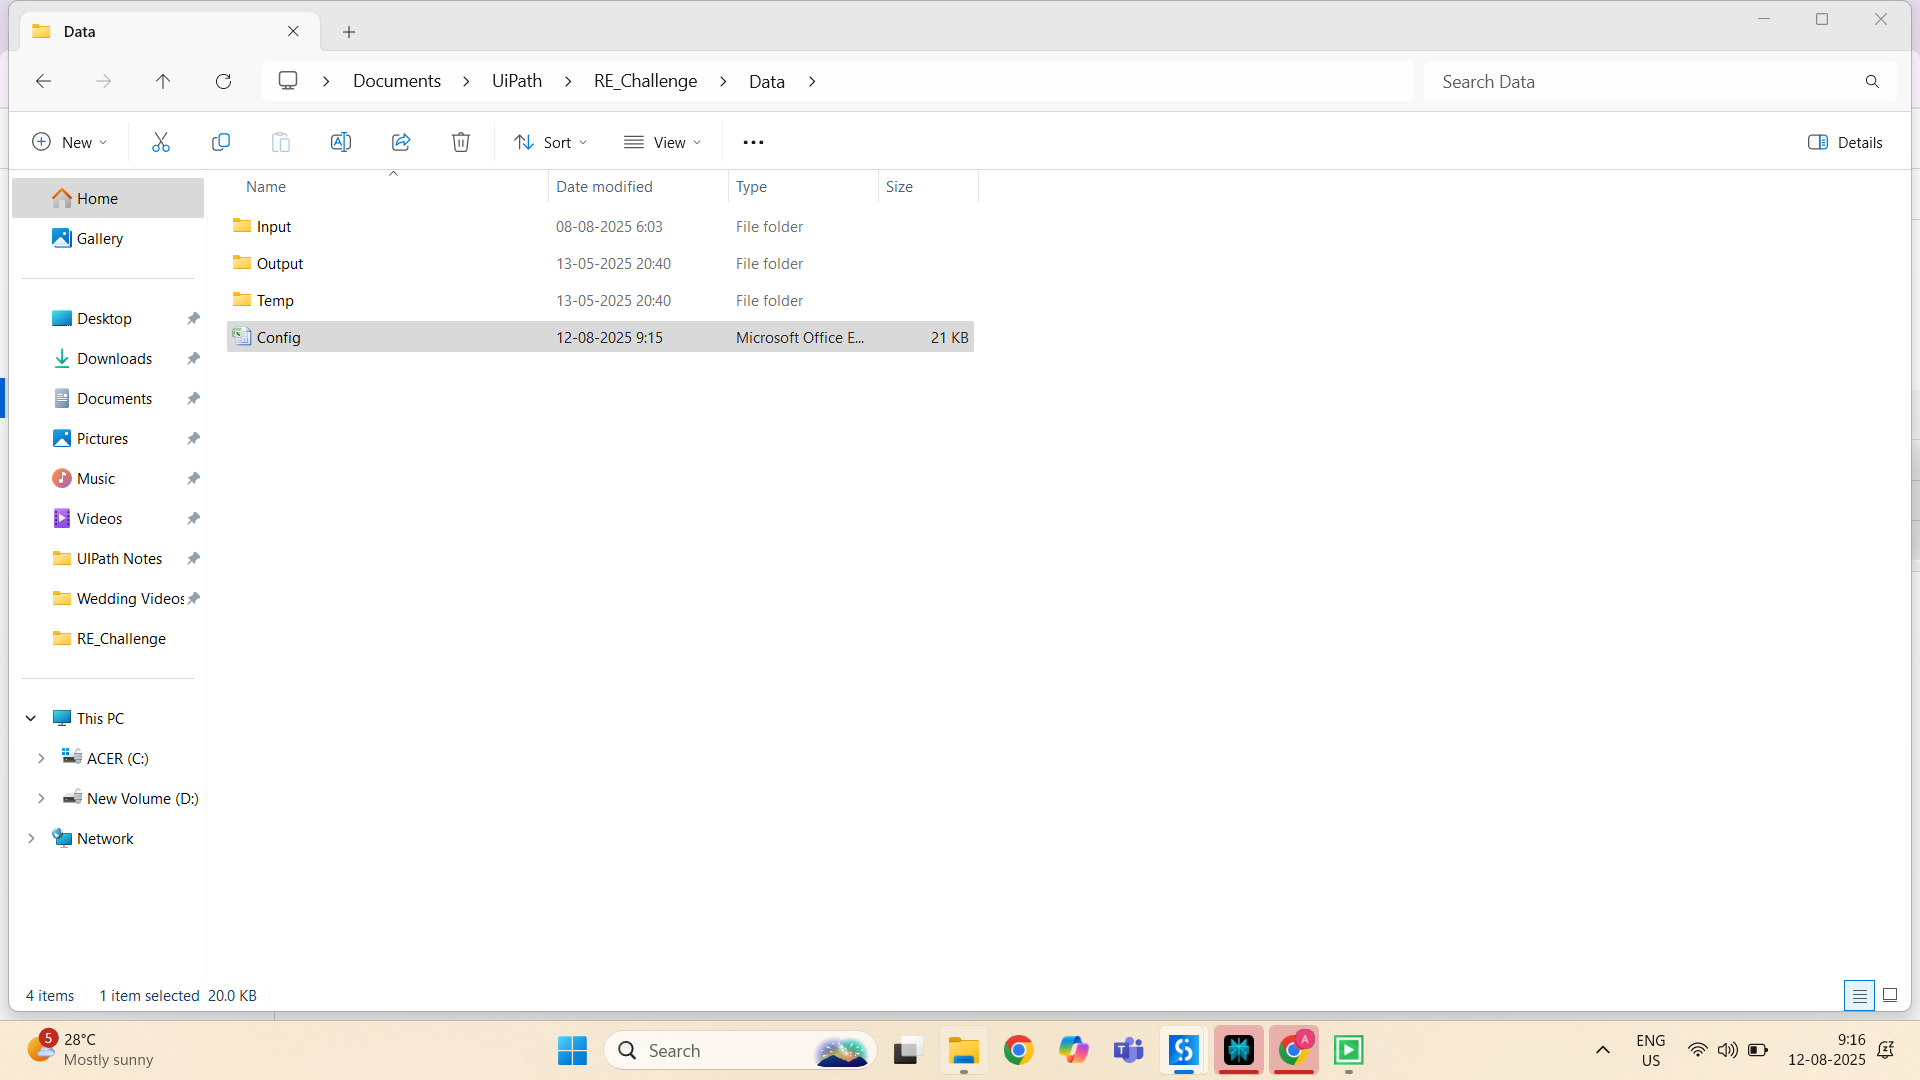 Data
Documents
UiPath
RE_Challenge
Data
Search Data
New
Sort
View
Details
Name
Date modified
Type
Size
Home
Gallery
Desktop
Downloads
Documents
Pictures
Music
Videos
UIPath Notes
Wedding Videos
RE_Challenge
This PC
ACER (C:)
New Volume (D:)
Network
Input 08-08-2025 6:03 File folder
Output 13-05-2025 20:40 File folder
Temp 13-05-2025 20:40 File folder
Config 12-08-2025 9:15 Microsoft Office E... 21 KB
4 items 1 item selected 20.0 KB
5
28°C
Mostly sunny
Search
A
ENG
US
9:16
12-08-2025